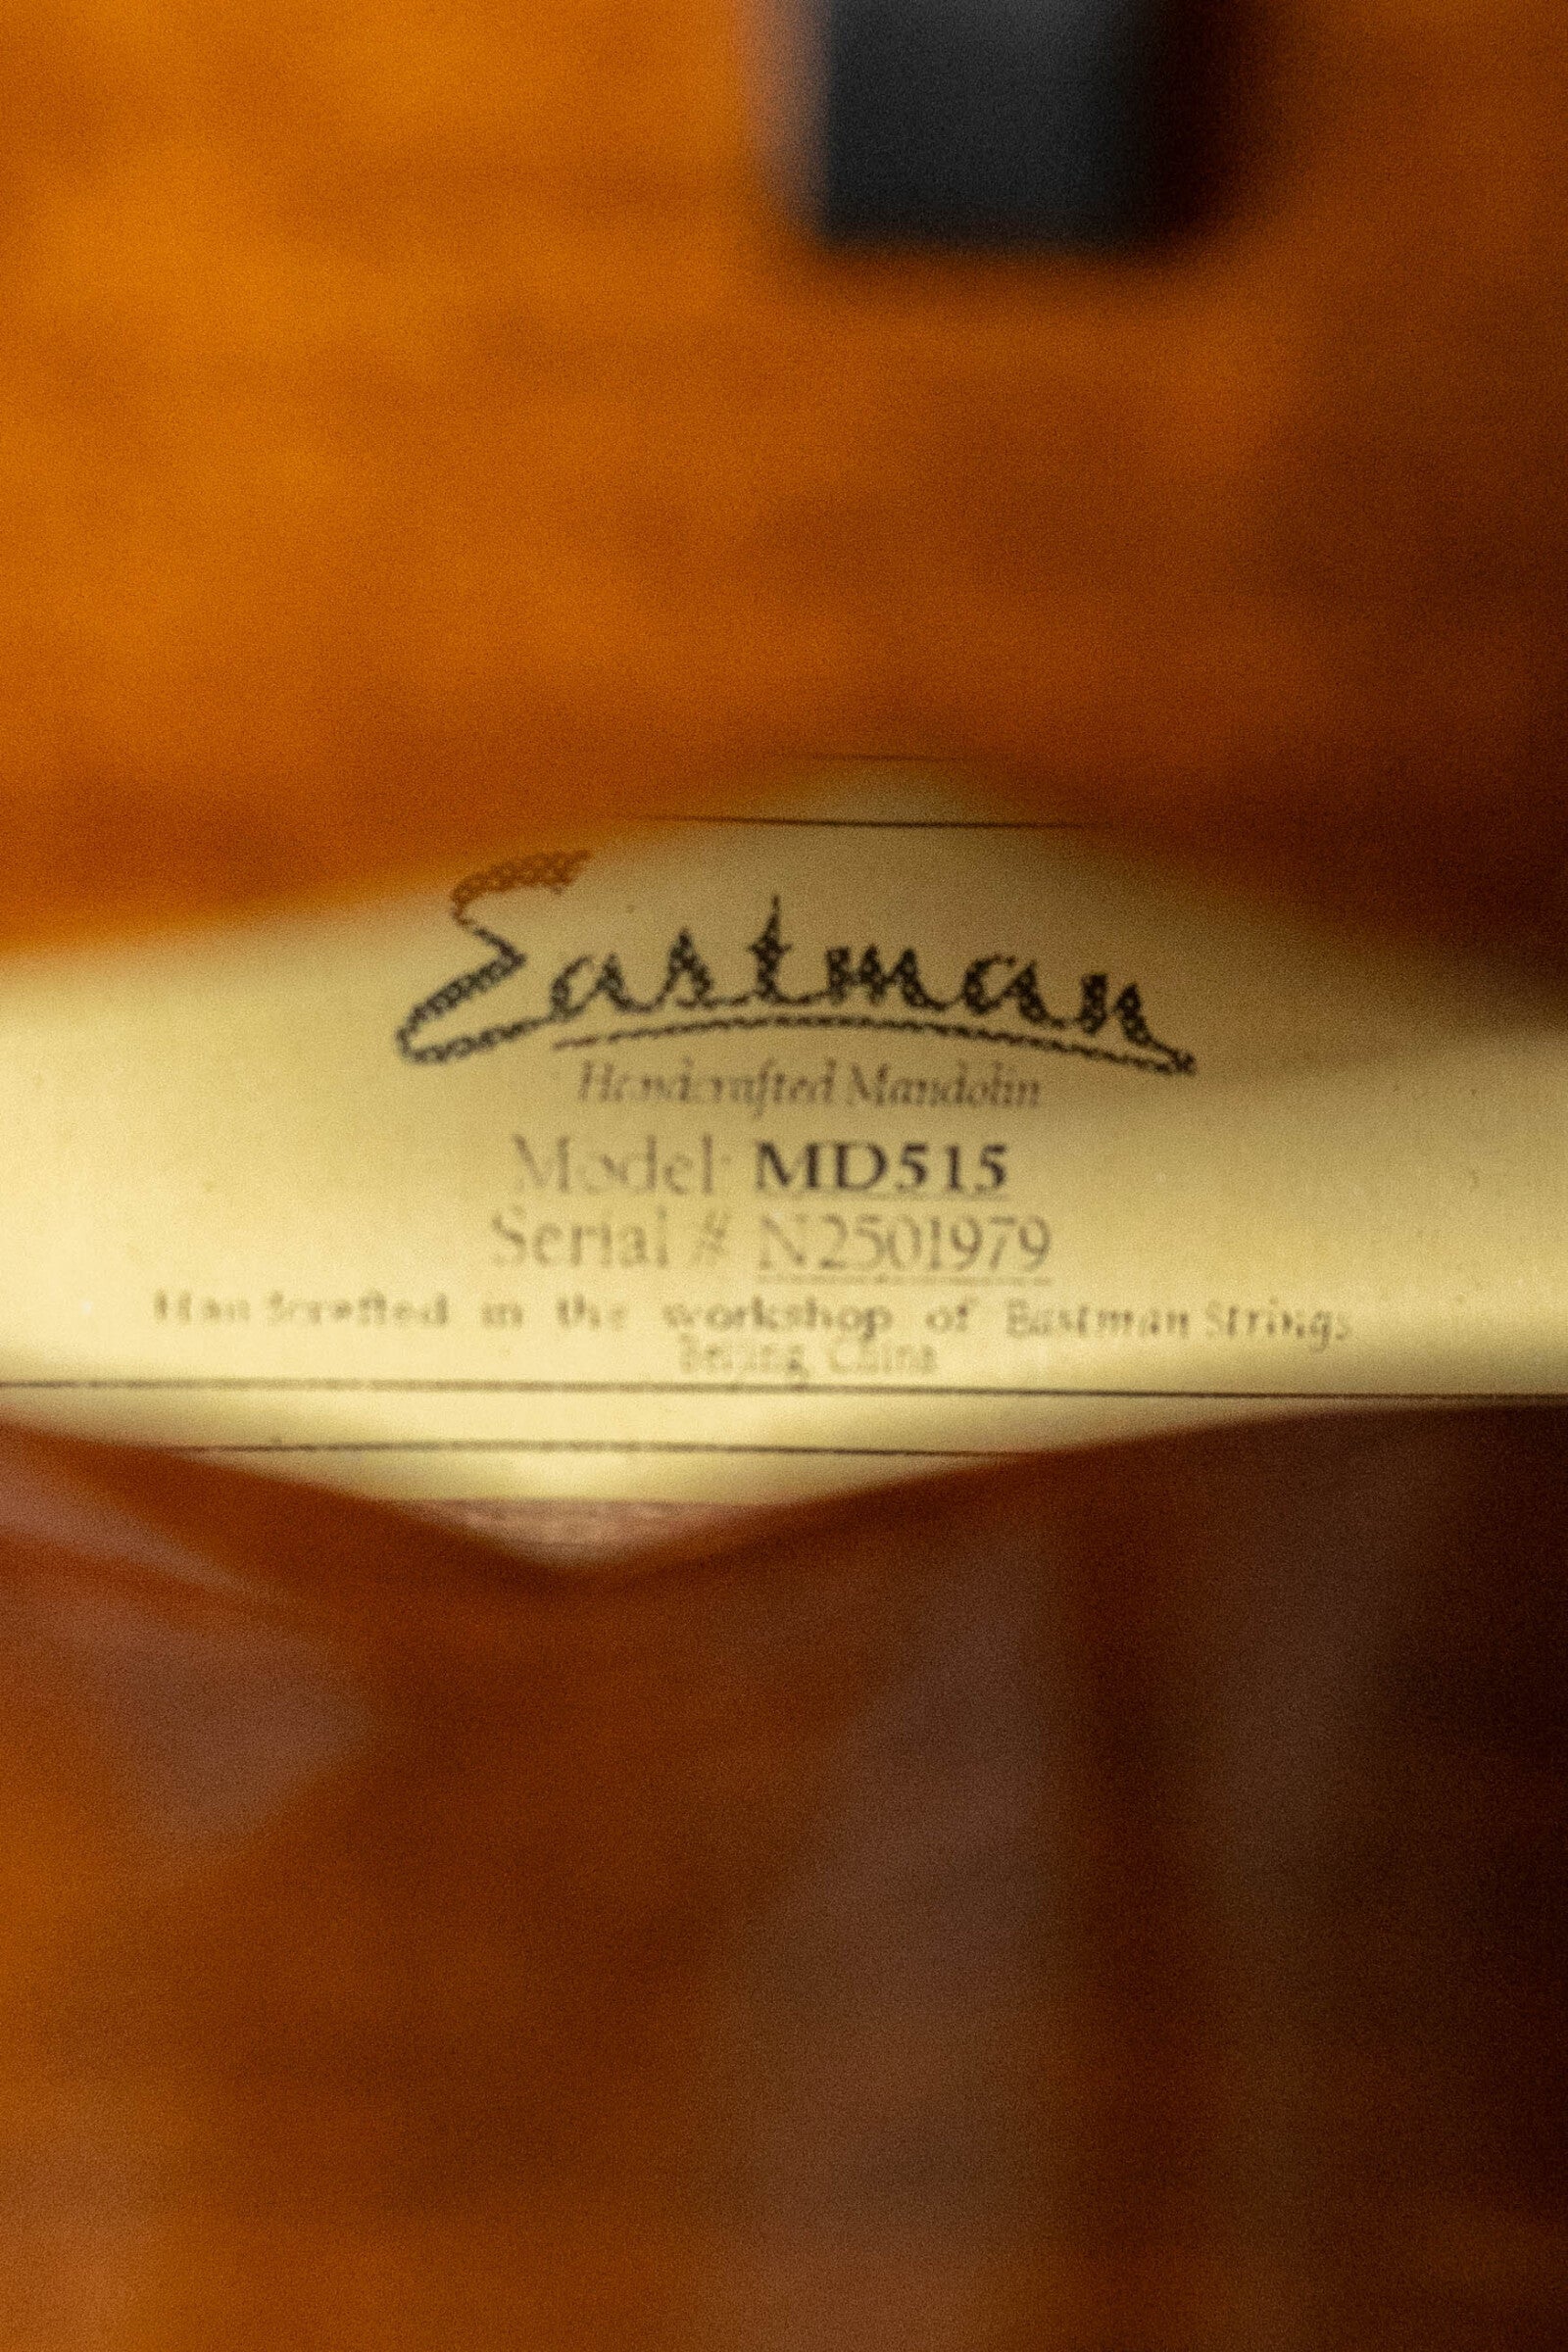 Eastman
Handcrafted Mandolin
Model: MD515
Serial # N2501979
Handcrafted in the workshop of Eastman Strings
Beijing, China